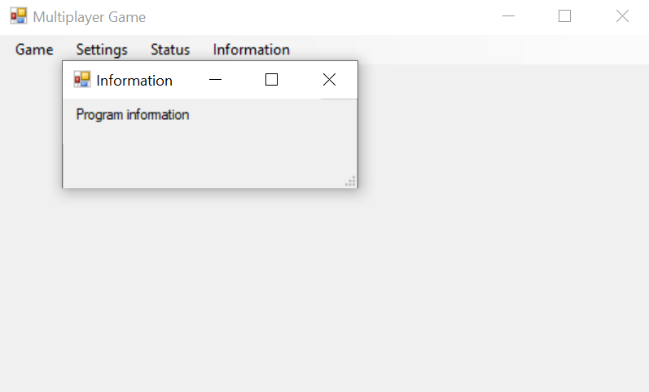 Multiplayer Game
Game Settings Status Information
Information
Program information